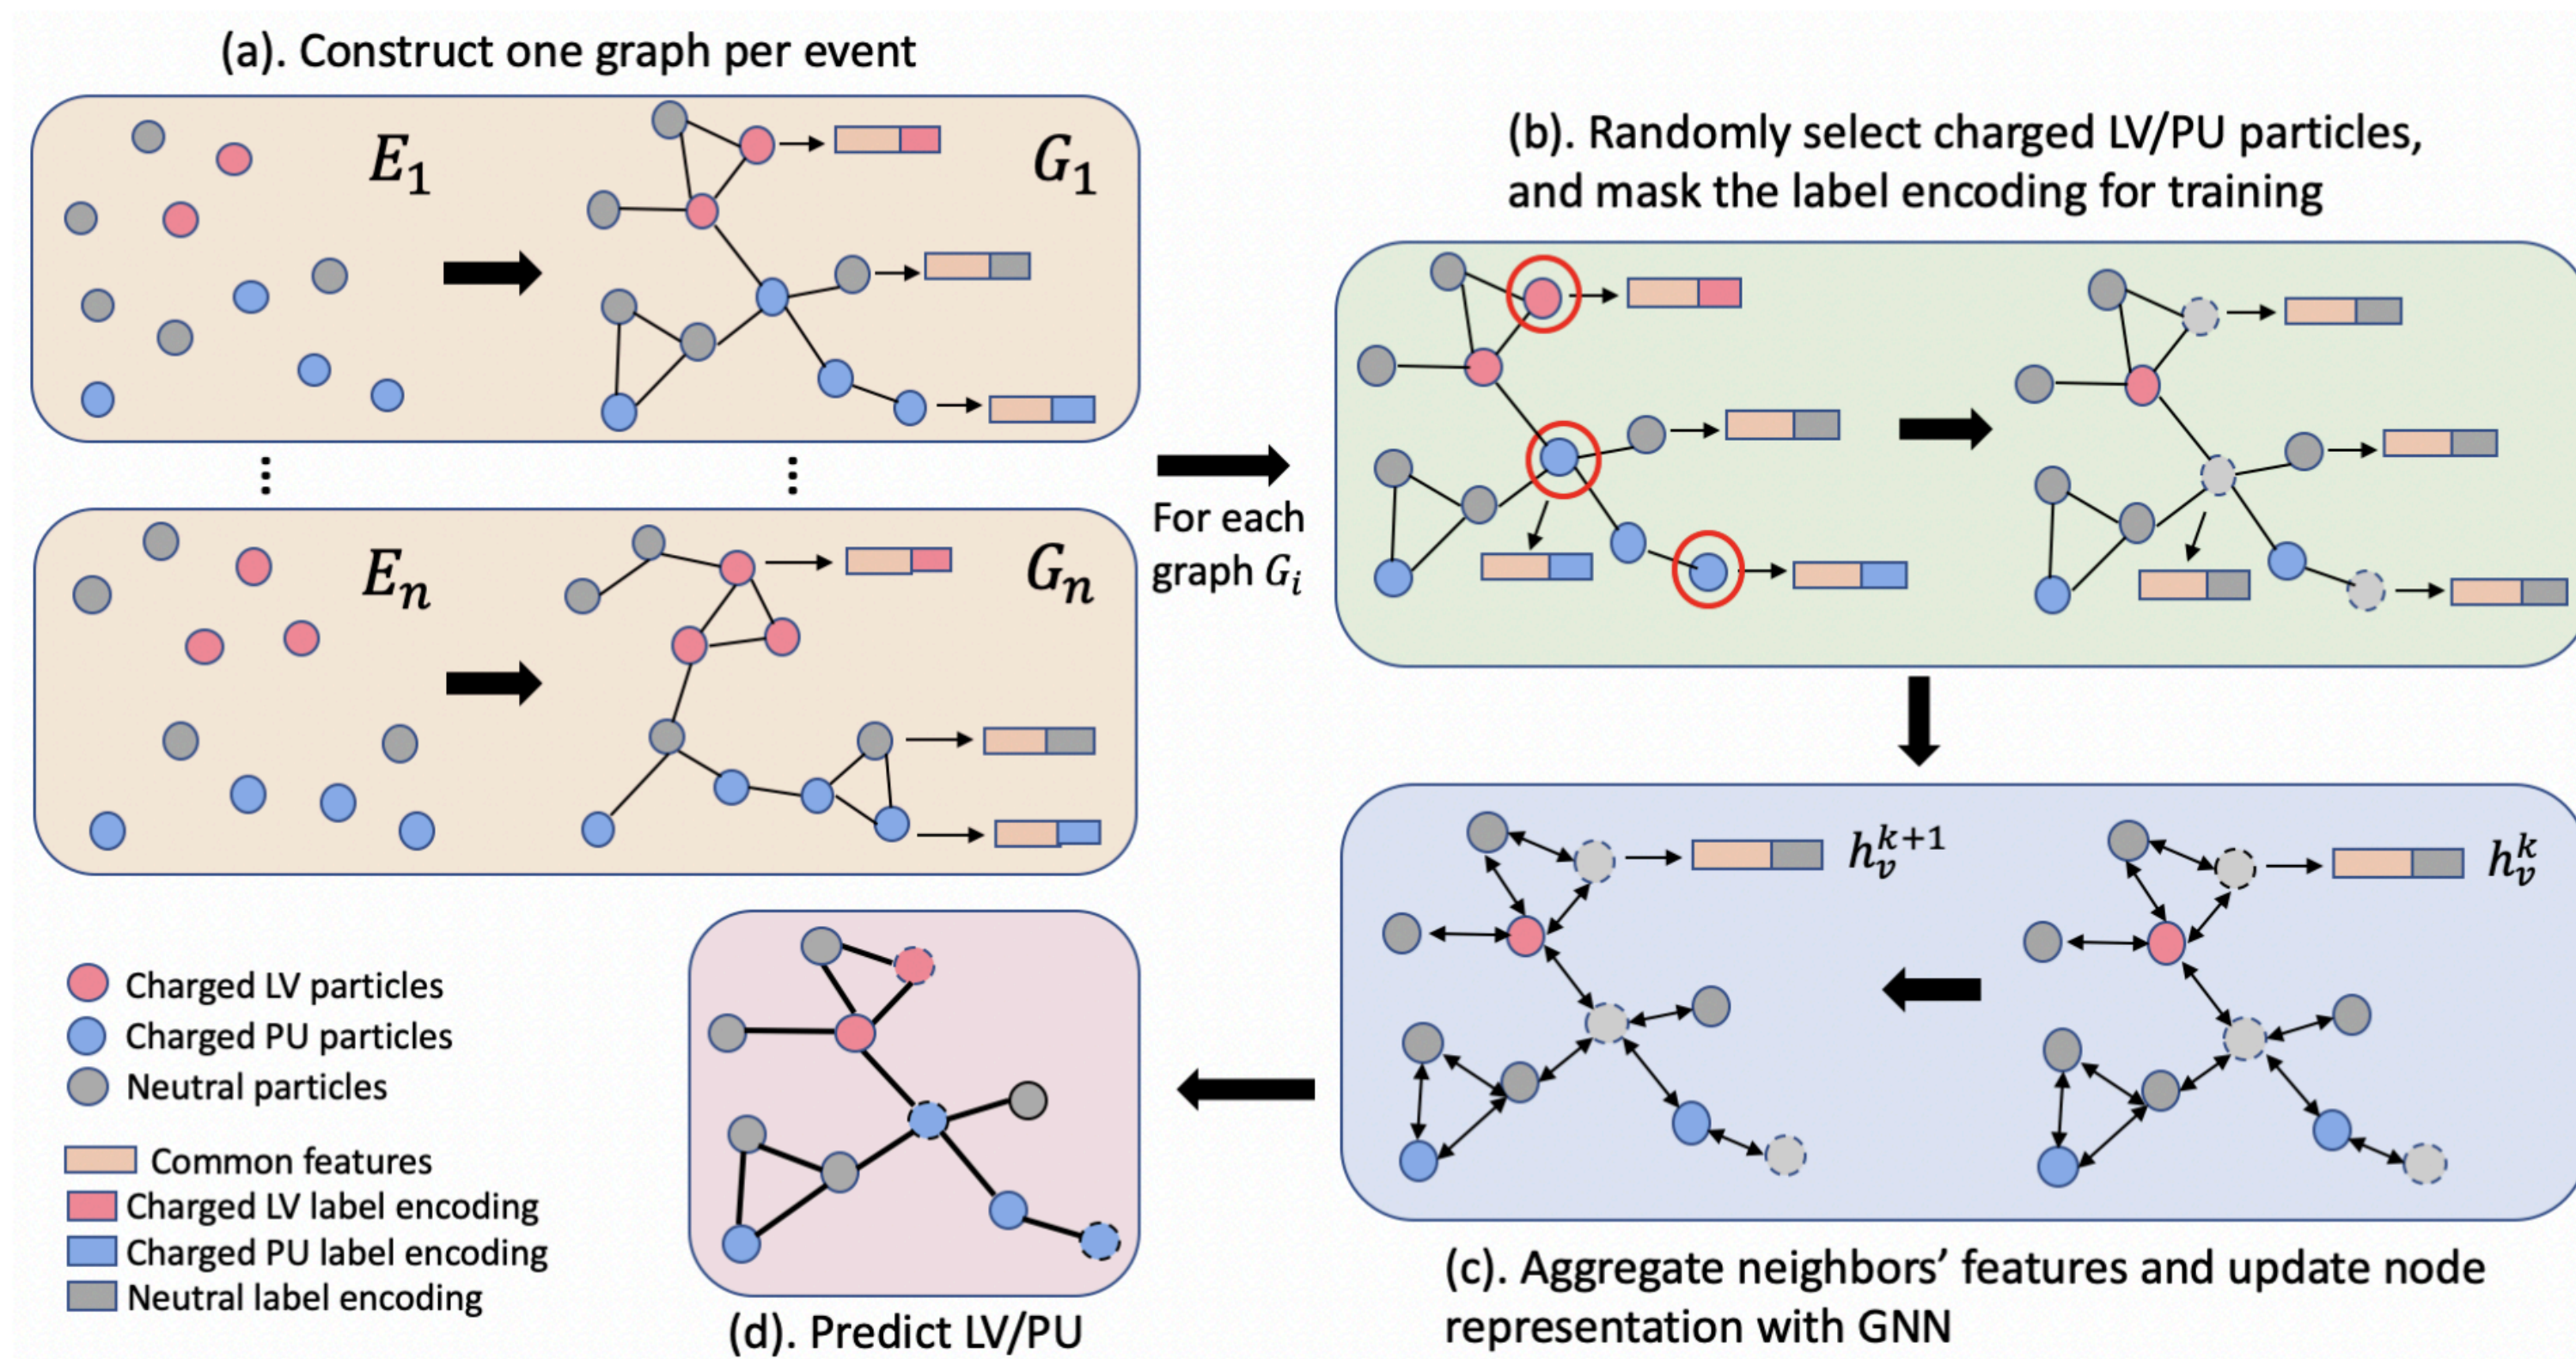 (a). Construct one graph per event
E₁
G₁
Eₙ
Gₙ
For each
graph Gᵢ
(b). Randomly select charged LV/PU particles,
and mask the label encoding for training
h_v^{k+1}
h_v^k
(c). Aggregate neighbors’ features and update node
representation with GNN
(d). Predict LV/PU
Charged LV particles
Charged PU particles
Neutral particles
Common features
Charged LV label encoding
Charged PU label encoding
Neutral label encoding